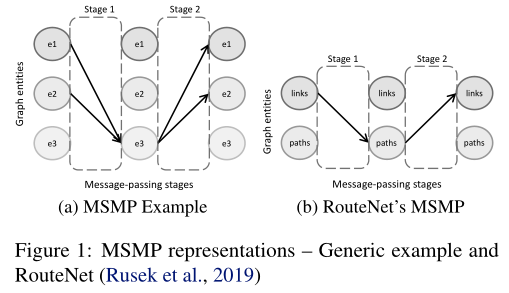 Stage 1
Stage 2
Graph entities
e1
e1
e1
e2
e2
e2
e3
e3
e3
Message-passing stages
(a) MSMP Example
Stage 1
Stage 2
Graph entities
links
links
links
paths
paths
paths
Message-passing stages
(b) RouteNet's MSMP
Figure 1: MSMP representations – Generic example and
RouteNet (Rusek et al., 2019)